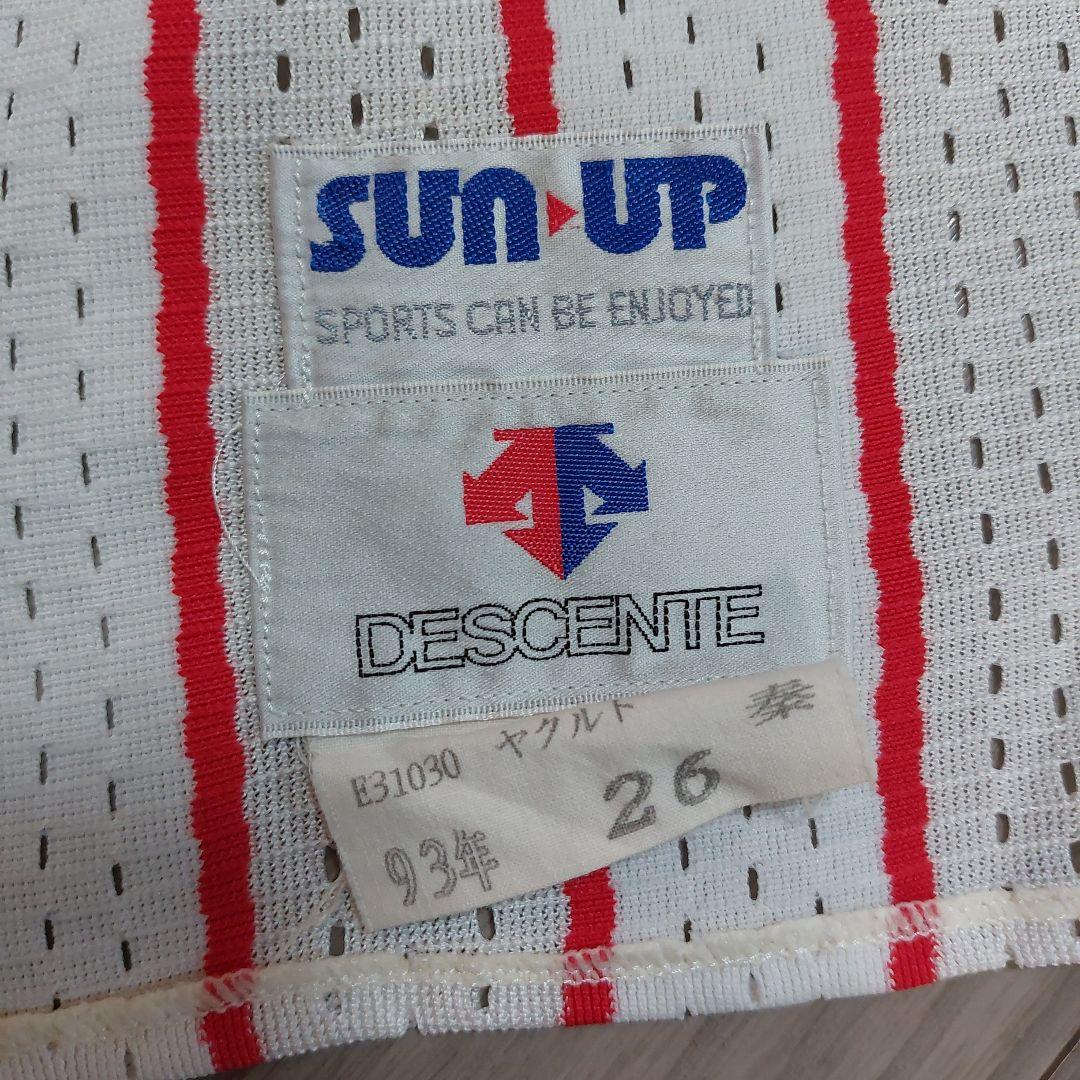 SUN UP
SPORTS CAN BE ENJOYED
DESCENTE
E31030 ヤクルト 秦
93年 26